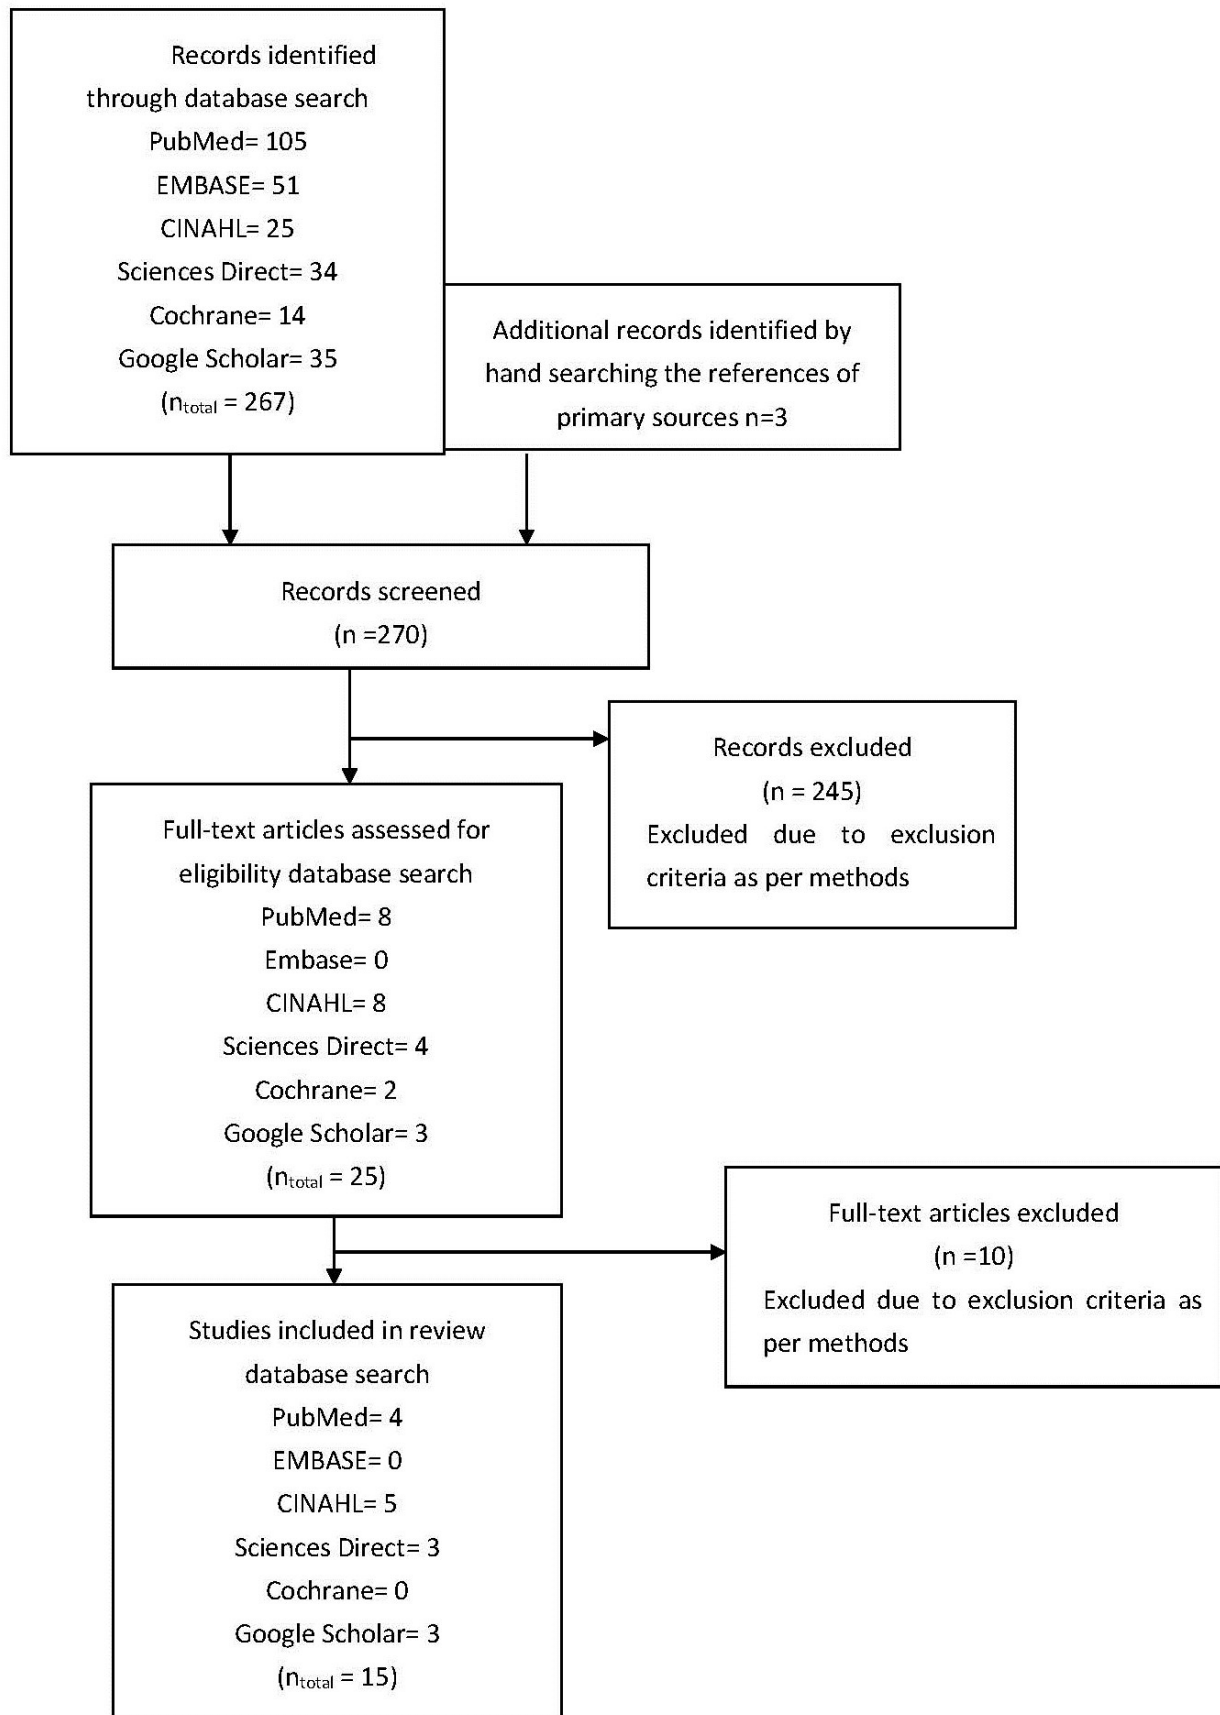 Records identified
through database search
PubMed= 105
EMBASE= 51
CINAHL= 25
Sciences Direct= 34
Cochrane= 14
Google Scholar= 35
(ntotal = 267)
Additional records identified by
hand searching the references of
primary sources n=3
Records screened
(n =270)
Records excluded
(n = 245)
Excluded due to exclusion
criteria as per methods
Full-text articles assessed for
eligibility database search
PubMed= 8
Embase= 0
CINAHL= 8
Sciences Direct= 4
Cochrane= 2
Google Scholar= 3
(ntotal = 25)
Full-text articles excluded
(n =10)
Excluded due to exclusion criteria as
per methods
Studies included in review
database search
PubMed= 4
EMBASE= 0
CINAHL= 5
Sciences Direct= 3
Cochrane= 0
Google Scholar= 3
(ntotal = 15)